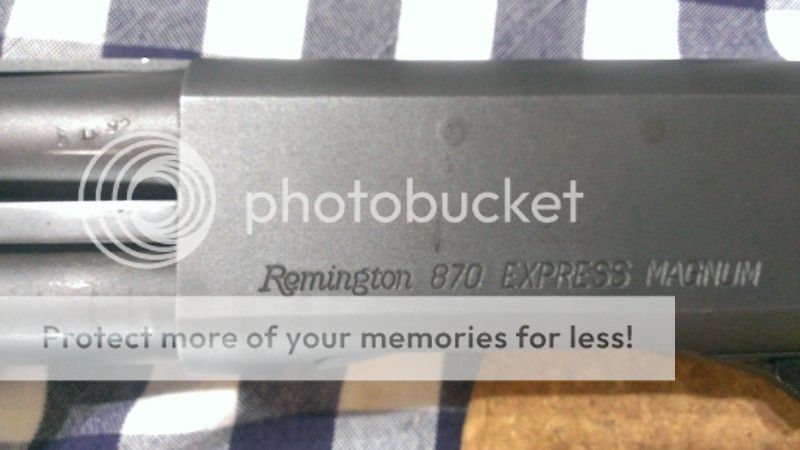 photobucket
Remington 870 EXPRESS MAGNUM
Protect more of your memories for less!